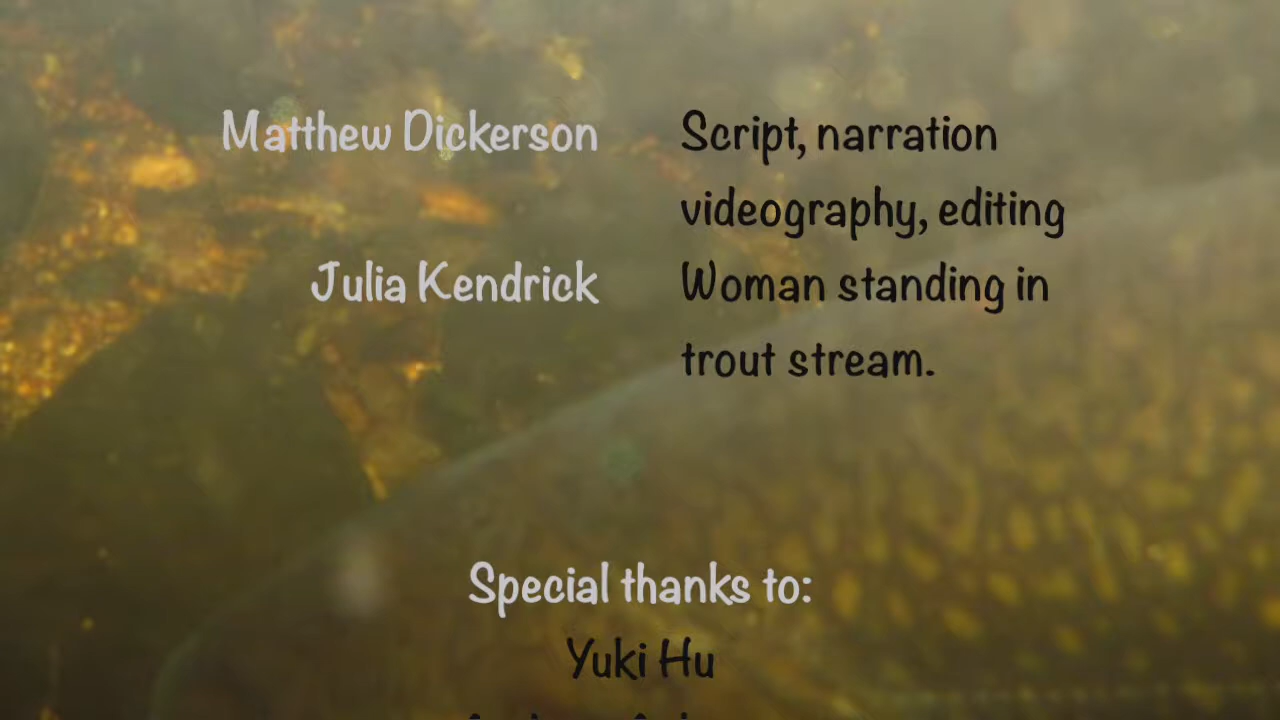 Matthew Dickerson Script, narration
videography, editing
Julia Kendrick Woman standing in
trout stream.
Special thanks to:
Yuki Hu